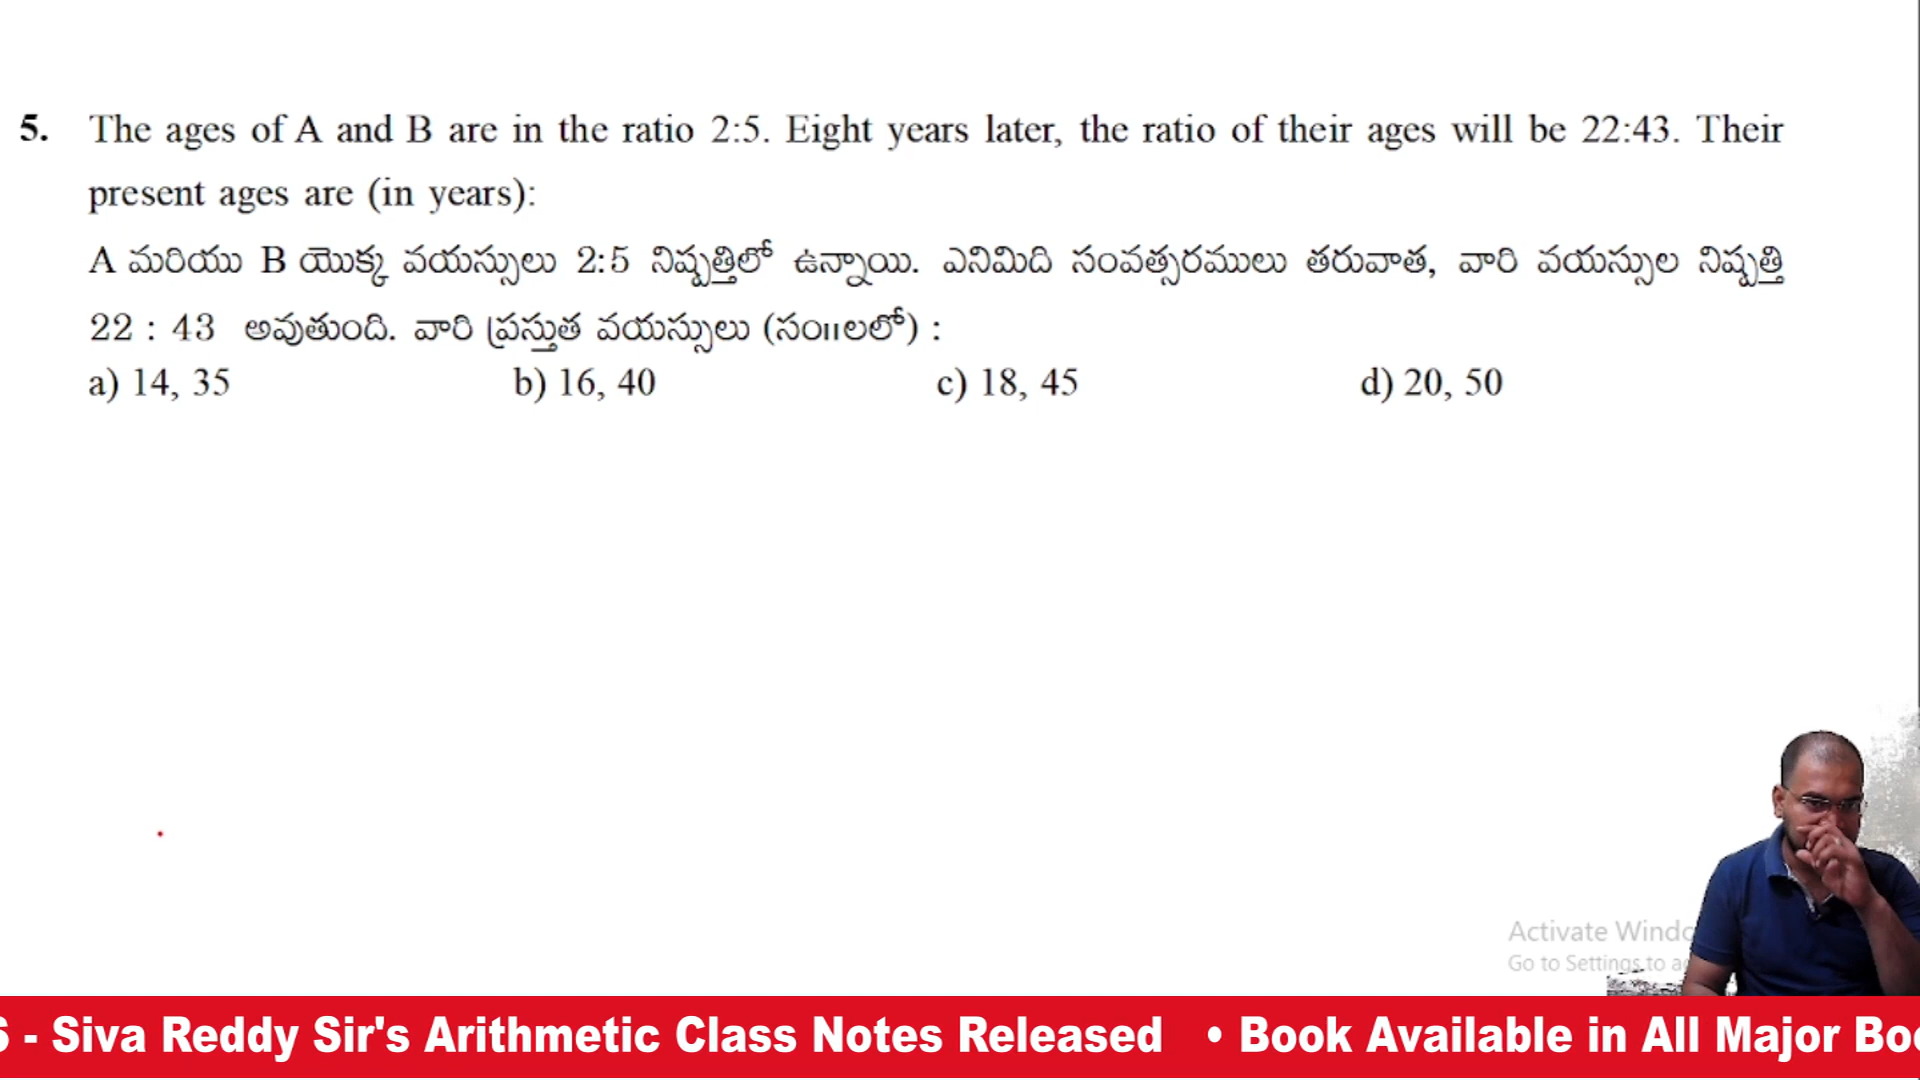 5. The ages of A and B are in the ratio 2:5. Eight years later, the ratio of their ages will be 22:43. Their
present ages are (in years):
A మరియు B యొక్క వయస్సులు 2:5 నిష్పత్తిలో ఉన్నాయి. ఎనిమిది సంవత్సరములు తరువాత, వారి వయస్సుల నిష్పత్తి
22 : 43 అవుతుంది. వారి ప్రస్తుత వయస్సులు (సం॥లలో) :
a) 14, 35 b) 16, 40 c) 18, 45 d) 20, 50
Activate
Go to Settings to
- Siva Reddy Sir's Arithmetic Class Notes Released • Book Available in All Major